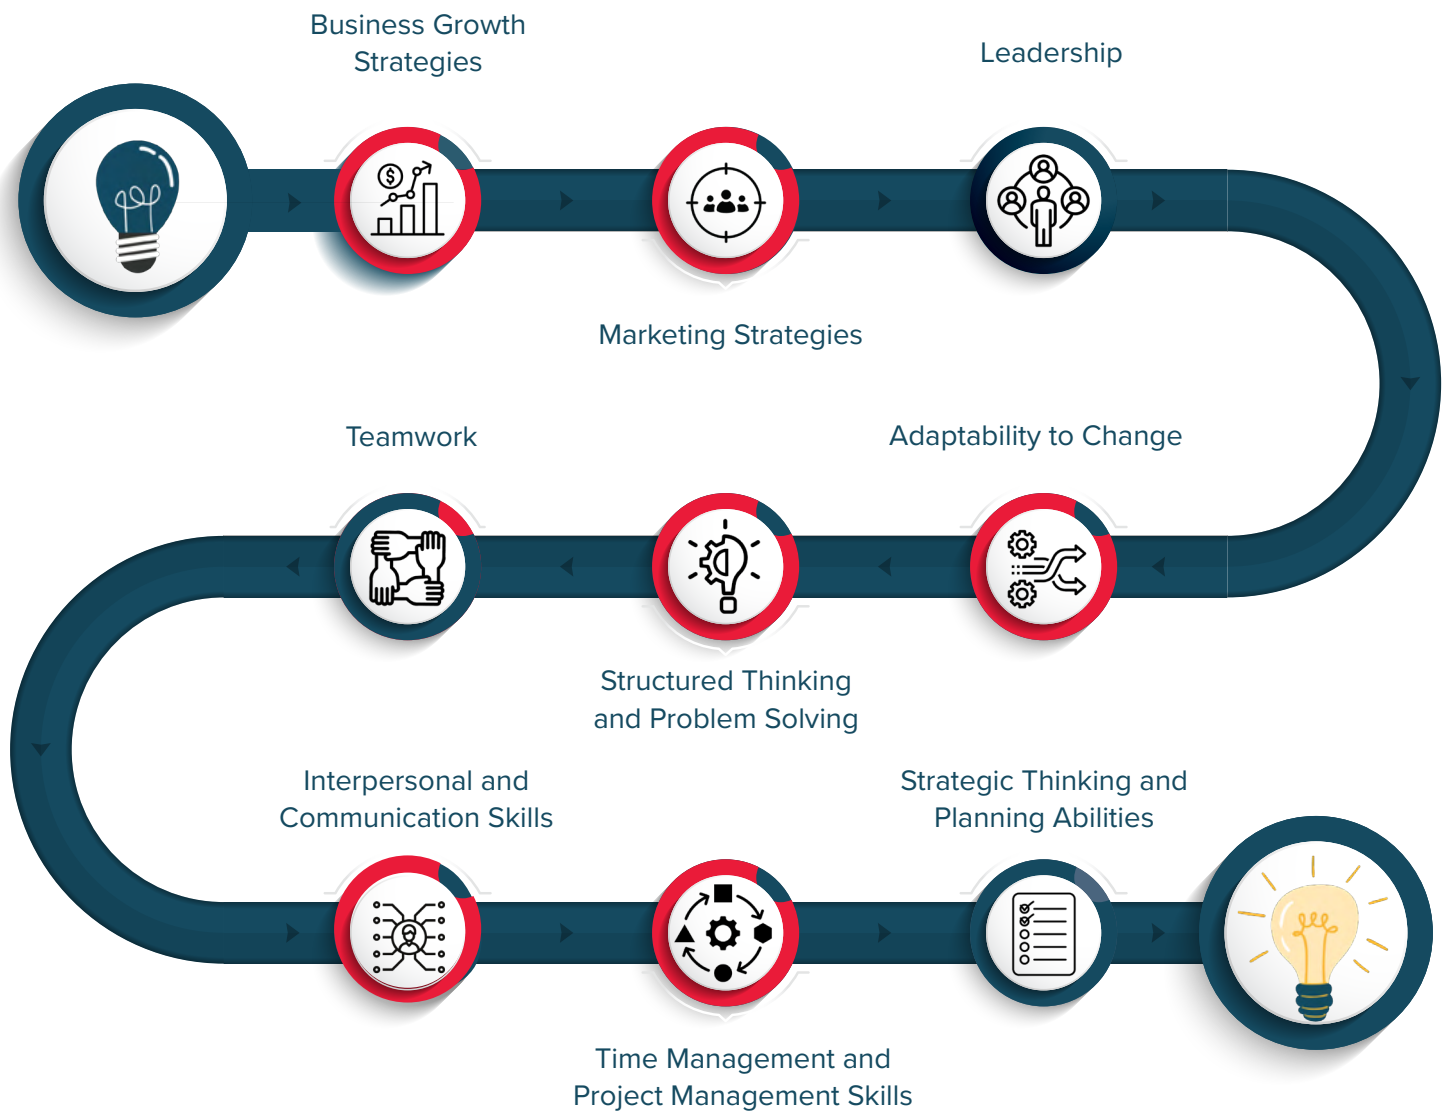 Business Growth
Strategies
Leadership
Marketing Strategies
Teamwork
Adaptability to Change
Structured Thinking
and Problem Solving
Interpersonal and
Communication Skills
Strategic Thinking and
Planning Abilities
Time Management and
Project Management Skills
$